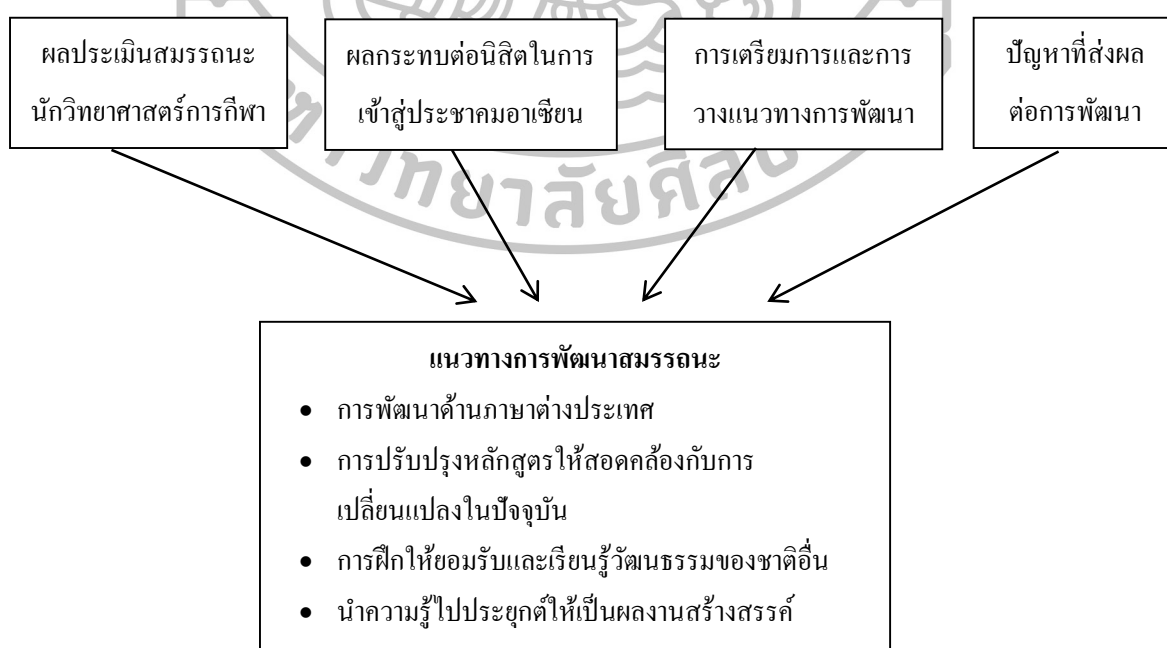 ผลประเมินสมรรถนะ
นักวิทยาศาสตร์การกีฬา
ผลกระทบต่อนิสิตในการ
เข้าสู่ประชาคมอาเซียน
การเตรียมการและการ
วางแนวทางการพัฒนา
ปัญหาที่ส่งผล
ต่อการพัฒนา
วิทยาลัยศิลป
แนวทางการพัฒนาสมรรถนะ
• การพัฒนาด้านภาษาต่างประเทศ
• การปรับปรุงหลักสูตรให้สอดคล้องกับการ
เปลี่ยนแปลงในปัจจุบัน
• การฝึกให้ยอมรับและเรียนรู้วัฒนธรรมของชาติอื่น
• นำความรู้ไปประยุกต์ให้เป็นผลงานสร้างสรรค์